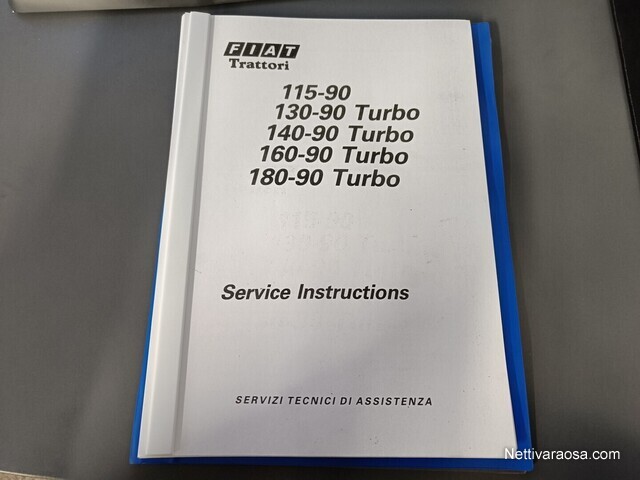 FIAT
Trattori
115-90
130-90 Turbo
140-90 Turbo
160-90 Turbo
180-90 Turbo
Service Instructions
SERVIZI TECNICI DI ASSISTENZA
Nettivaraosa.com